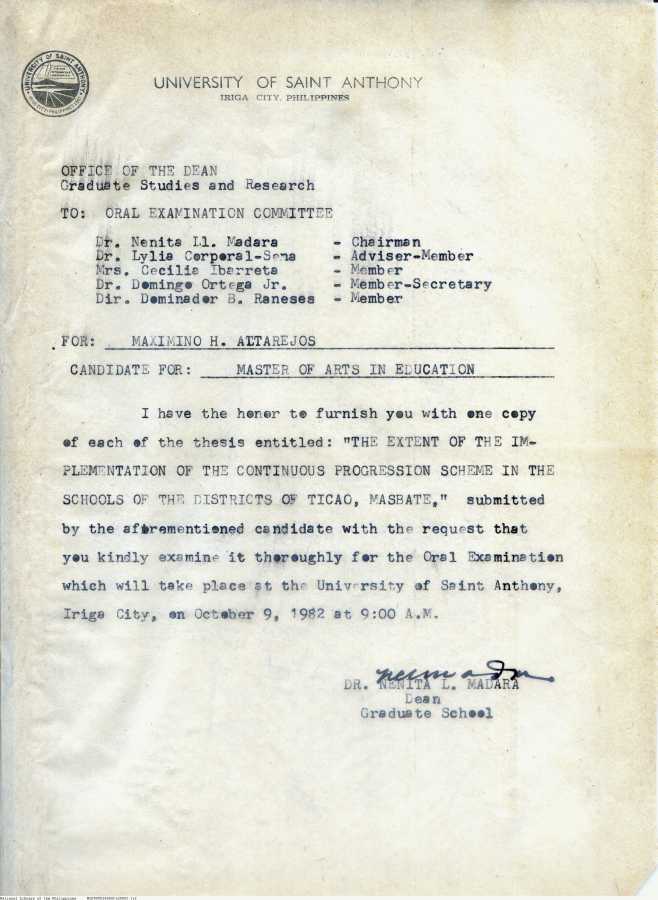 UNIVERSITY OF SAINT ANTHONY
IRIGA CITY, PHILIPPINES
OFFICE OF THE DEAN
Graduate Studies and Research
TO: ORAL EXAMINATION COMMITTEE
Dr. Nenita Ll. Madara - Chairman
Dr. Lylia Corporal-Sena - Adviser-Member
Mrs. Cecilia Ibarreta - Member
Dr. Domingo Ortega Jr. - Member-Secretary
Dir. Dominador B. Raneses - Member
FOR: MAXIMINO H. ALTAREJOS
CANDIDATE FOR: MASTER OF ARTS IN EDUCATION
I have the honor to furnish you with one copy
of each of the thesis entitled: "THE EXTENT OF THE IM-
PLEMENTATION OF THE CONTINUOUS PROGRESSION SCHEME IN THE
SCHOOLS OF THE DISTRICTS OF TICAO, MASBATE," submitted
by the aforementioned candidate with the request that
you kindly examine it thoroughly for the Oral Examination
which will take place at the University of Saint Anthony,
Iriga City, on October 9, 1982 at 9:00 A.M.
DR. NENITA L. MADARA
Dean
Graduate School
National Library of the Philippines